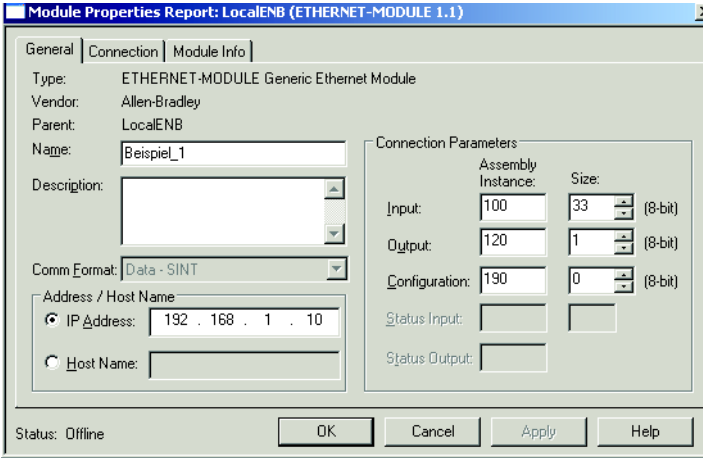 Module Properties Report: LocalENB (ETHERNET-MODULE 1.1)
General Connection Module Info
Type: ETHERNET-MODULE Generic Ethernet Module
Vendor: Allen-Bradley
Parent: LocalENB
Name: Beispiel_1
Description:
Comm Format: Data - SINT
Address / Host Name
IP Address: 192 . 168 . 1 . 10
Host Name:
Connection Parameters
Assembly Instance: Size:
Input: 100 33 (8-bit)
Output: 120 1 (8-bit)
Configuration: 190 0 (8-bit)
Status Input:
Status Output:
Status: Offline OK Cancel Apply Help